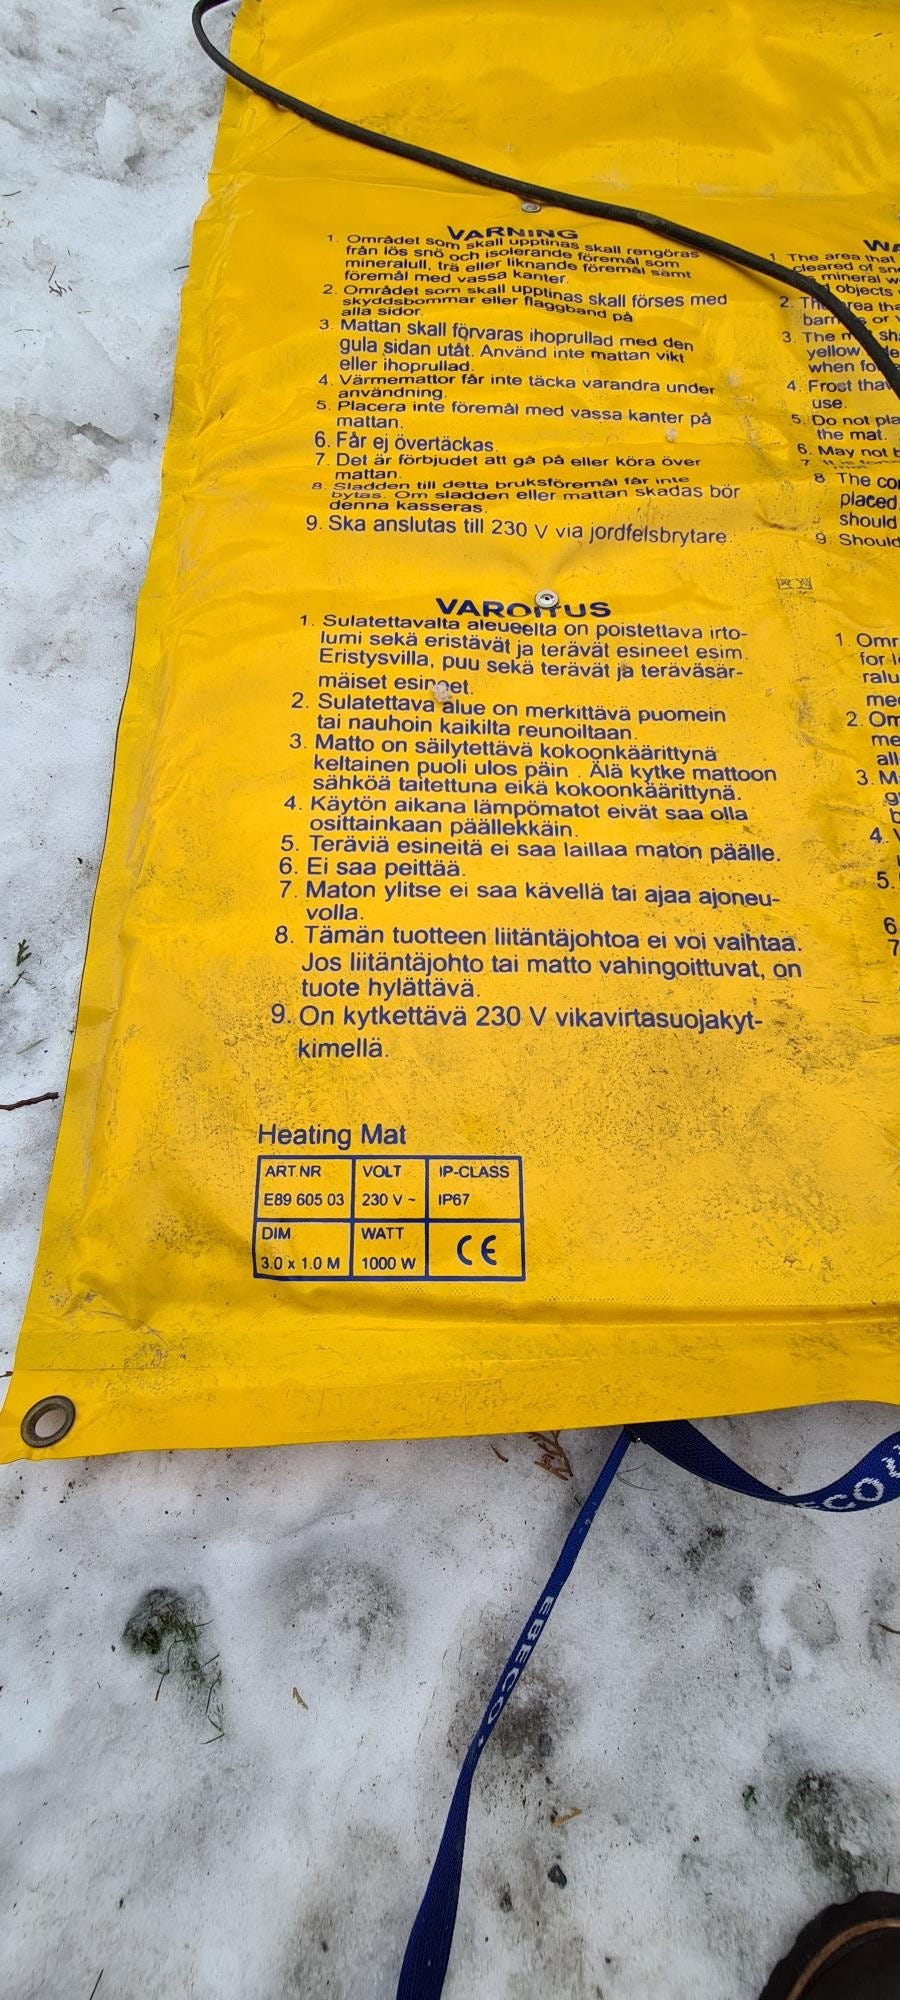 VARNING
1. Området som skall upptinas skall rengöras
från lös snö och isolerande föremål som
mineralull, trä eller liknande föremål samt
föremål med vassa kanter.
2. Området som skall upptinas skall förses med
skyddsbommar eller flaggband på
alla sidor.
3. Mattan skall förvaras ihoprullad med den
gula sidan utåt. Använd inte mattan vikt
eller ihoprullad.
4. Värmemattor får inte täcka varandra under
användning.
5. Placera inte föremål med vassa kanter på
mattan.
6. Får ej övertäckas.
7. Det är förbjudet att gå på eller köra över
mattan.
8. Sladden till detta bruksföremål får inte
bytas. Om sladden eller mattan skadas bör
denna kasseras.
9. Ska anslutas till 230 V via jordfelsbrytare.
1. The area that
cleared of
mineral
objects
2.
or
3. The
yellow
when
4. Frost
use.
5. Do not
the mat.
6. May not
7.
8. The
placed.
should
9. Should
VAROITUS
1. Sulatettavalta alueeelta on poistettava irto-
lumi sekä eristävät ja terävät esineet esim.
Eristysvilla, puu sekä terävät ja teräväsär-
mäiset esineet.
2. Sulatettava alue on merkittävä puomein
tai nauhoin kaikilta reunoiltaan.
3. Matto on säilytettävä kokoonkäärittynä
keltainen puoli ulos päin . Älä kytke mattoon
sähköä taitettuna eikä kokoonkäärittynä.
4. Käytön aikana lämpömatot eivät saa olla
osittainkaan päällekkäin.
5. Teräviä esineitä ei saa laillaa maton päälle.
6. Ei saa peittää.
7. Maton ylitse ei saa kävellä tai ajaa ajoneu-
volla.
8. Tämän tuotteen liitäntäjohtoa ei voi vaihtaa.
Jos liitäntäjohto tai matto vahingoittuvat, on
tuote hylättävä.
9. On kytkettävä 230 V vikavirtasuojakyt-
kimellä.
1.
for
2.
3.
4.
5.
6
7
Heating Mat
ART.NR VOLT IP-CLASS
E89 605 03 230 V ~ IP67
DIM. WATT CE
3.0 x 1.0 M 1000 W
ECO
EBECO